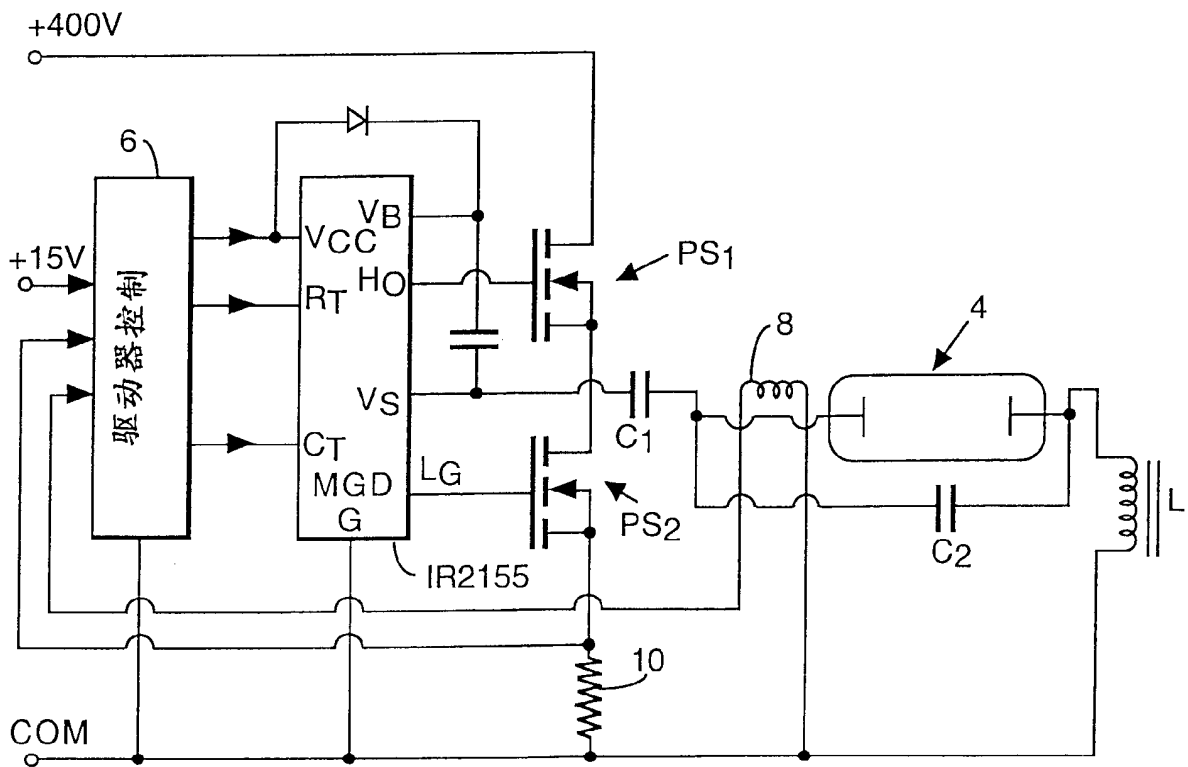 +400V
6
VB
+15V
VCC
PS1
HO
RT
驱动器控制
8
4
VS
C1
CT
LG
MGD
PS2
G
C2
L
IR2155
10
COM